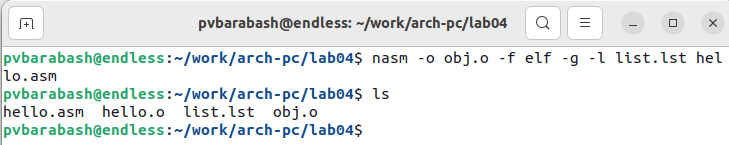 pvbarabash@endless: ~/work/arch-pc/lab04
pvbarabash@endless:~/work/arch-pc/lab04$ nasm -o obj.o -f elf -g -l list.lst hel
lo.asm
pvbarabash@endless:~/work/arch-pc/lab04$ ls
hello.asm  hello.o  list.lst  obj.o
pvbarabash@endless:~/work/arch-pc/lab04$